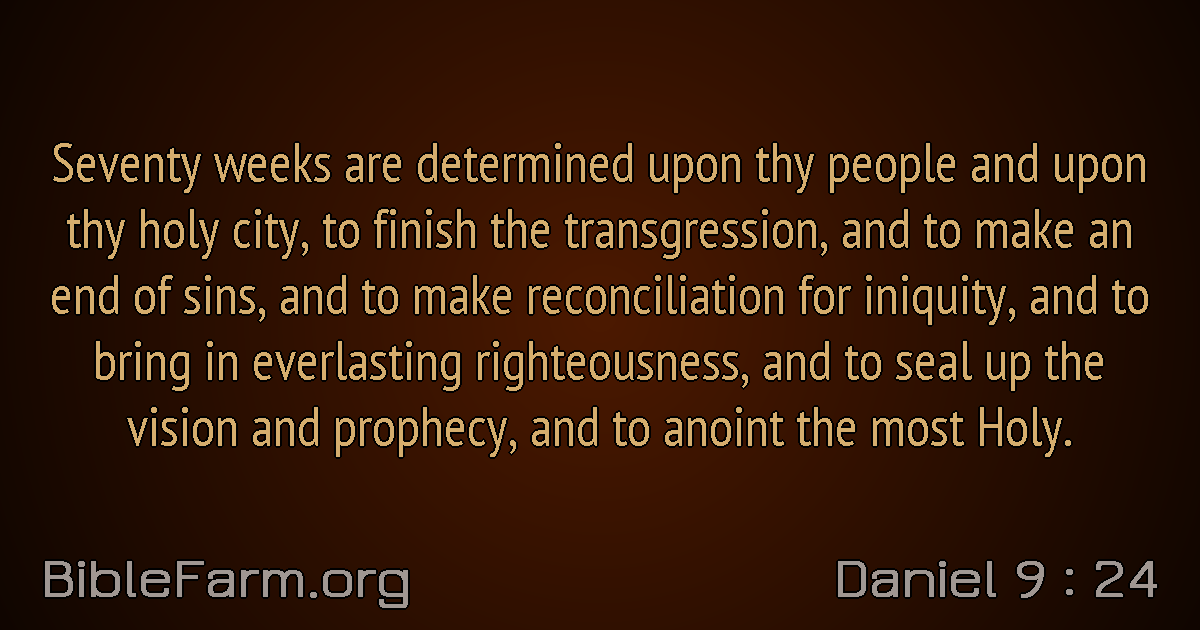 Seventy weeks are determined upon thy people and upon
thy holy city, to finish the transgression, and to make an
end of sins, and to make reconciliation for iniquity, and to
bring in everlasting righteousness, and to seal up the
vision and prophecy, and to anoint the most Holy.
BibleFarm.org
Daniel 9 : 24